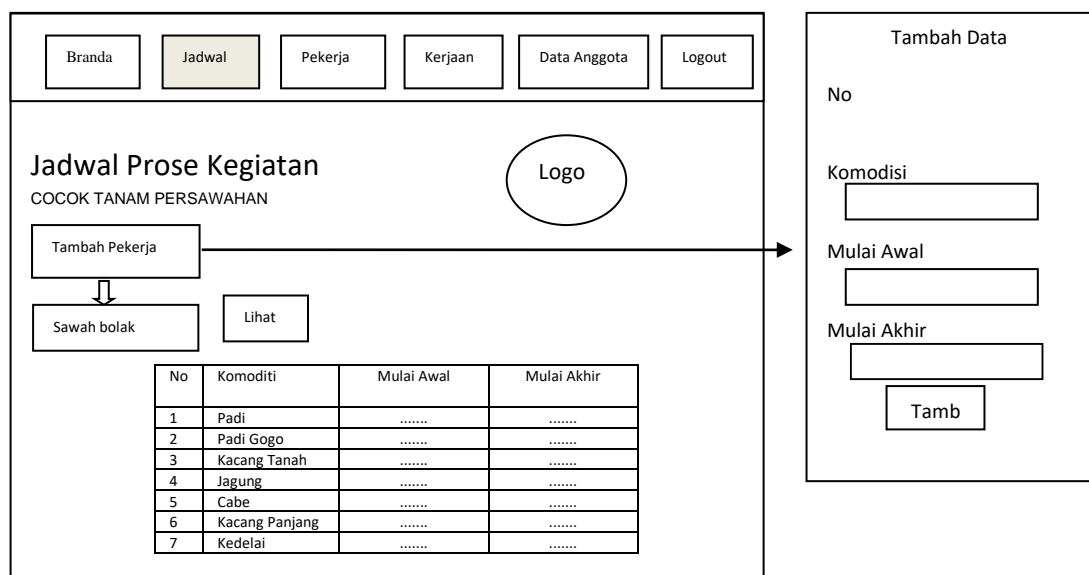 Branda Jadwal Pekerja Kerjaan Data Anggota Logout
Jadwal Prose Kegiatan
COCOK TANAM PERSAWAHAN
Logo
Tambah Pekerja
Sawah bolak
Lihat
No Komoditi Mulai Awal Mulai Akhir
1 Padi ....... .......
2 Padi Gogo ....... .......
3 Kacang Tanah ....... .......
4 Jagung ....... .......
5 Cabe ....... .......
6 Kacang Panjang ....... .......
7 Kedelai ....... .......
Tambah Data
No
Komodisi
Mulai Awal
Mulai Akhir
Tamb